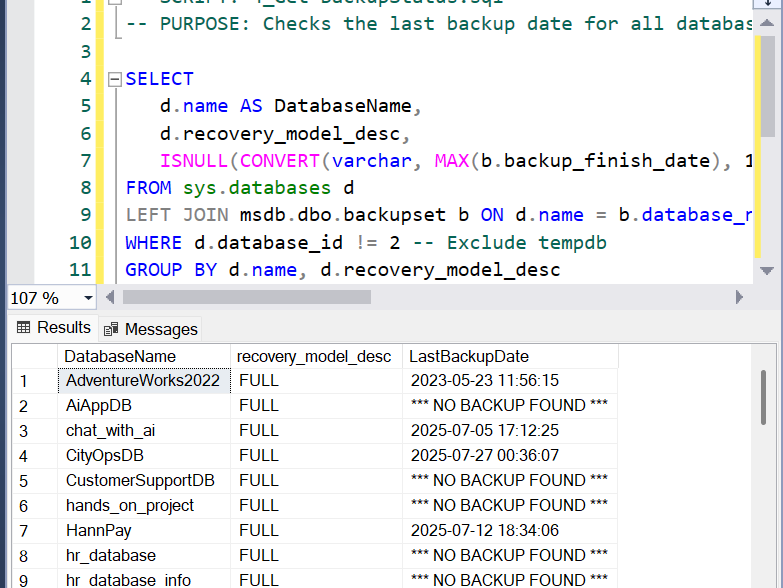 2 -- PURPOSE: Checks the last backup date for all databas
3
4 SELECT
5 d.name AS DatabaseName,
6 d.recovery_model_desc,
7 ISNULL(CONVERT(varchar, MAX(b.backup_finish_date), 1
8 FROM sys.databases d
9 LEFT JOIN msdb.dbo.backupset b ON d.name = b.database_n
10 WHERE d.database_id != 2 -- Exclude tempdb
11 GROUP BY d.name, d.recovery_model_desc
107 %
Results Messages
DatabaseName recovery_model_desc LastBackupDate
1 AdventureWorks2022 FULL 2023-05-23 11:56:15
2 AiAppDB FULL *** NO BACKUP FOUND ***
3 chat_with_ai FULL 2025-07-05 17:12:25
4 CityOpsDB FULL 2025-07-27 00:36:07
5 CustomerSupportDB FULL *** NO BACKUP FOUND ***
6 hands_on_project FULL *** NO BACKUP FOUND ***
7 HannPay FULL 2025-07-12 18:34:06
8 hr_database FULL *** NO BACKUP FOUND ***
9 hr_database_info FULL *** NO BACKUP FOUND ***